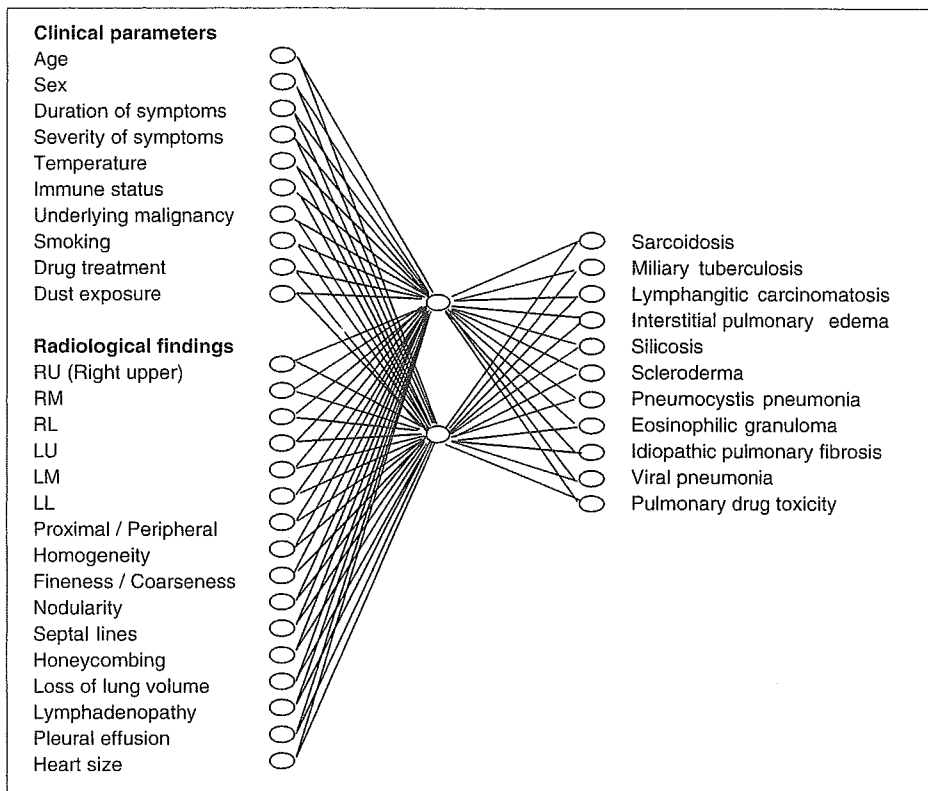 Clinical parameters
Age
Sex
Duration of symptoms
Severity of symptoms
Temperature
Immune status
Underlying malignancy
Smoking
Drug treatment
Dust exposure
Radiological findings
RU (Right upper)
RM
RL
LU
LM
LL
Proximal / Peripheral
Homogeneity
Fineness / Coarseness
Nodularity
Septal lines
Honeycombing
Loss of lung volume
Lymphadenopathy
Pleural effusion
Heart size
Sarcoidosis
Miliary tuberculosis
Lymphangitic carcinomatosis
Interstitial pulmonary edema
Silicosis
Scleroderma
Pneumocystis pneumonia
Eosinophilic granuloma
Idiopathic pulmonary fibrosis
Viral pneumonia
Pulmonary drug toxicity